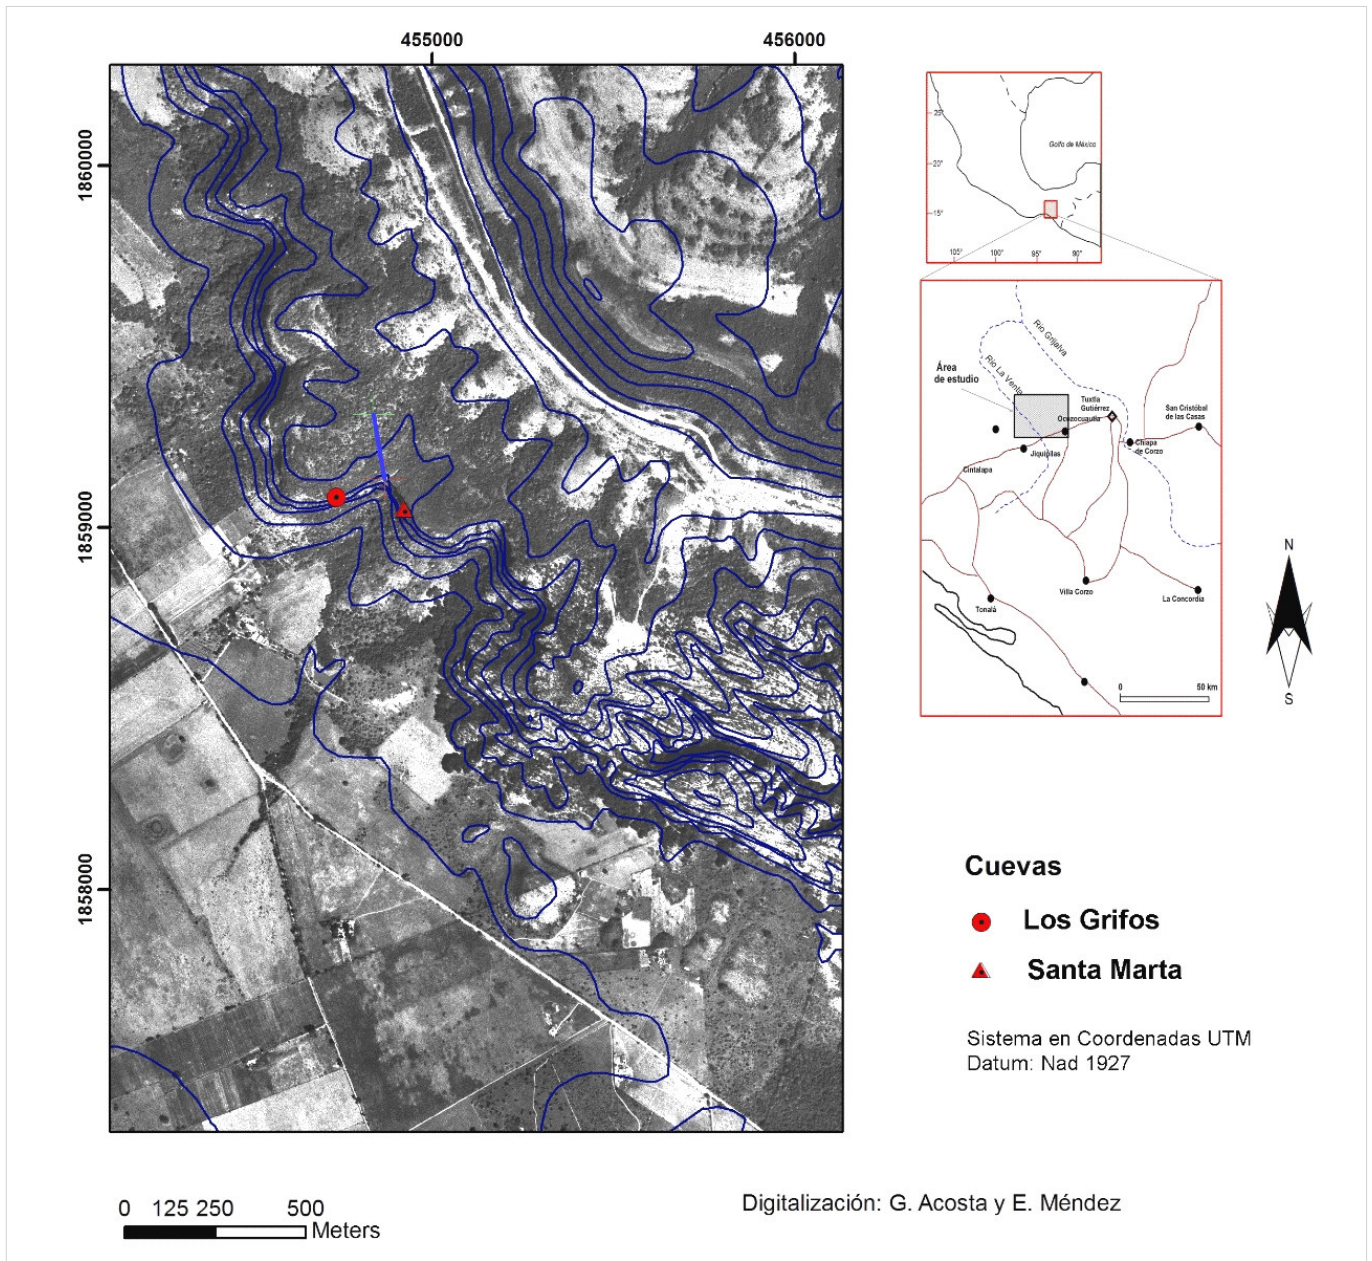 455000
456000
1860000
1859000
1858000
25°
20°
15°
105°
100°
95°
90°
Golfo de México
Río Grijalva
Río La Venta
Área
de estudio
Tuxtla
Gutiérrez
Ocozocuautla
San Cristóbal
de las Casas
Chiapa
de Corzo
Jiquipilas
Cintalapa
Tonalá
Villa Corzo
La Concordia
0
50 km
N
S
Cuevas
Los Grifos
Santa Marta
Sistema en Coordenadas UTM
Datum: Nad 1927
0 125 250 500
Meters
Digitalización: G. Acosta y E. Méndez